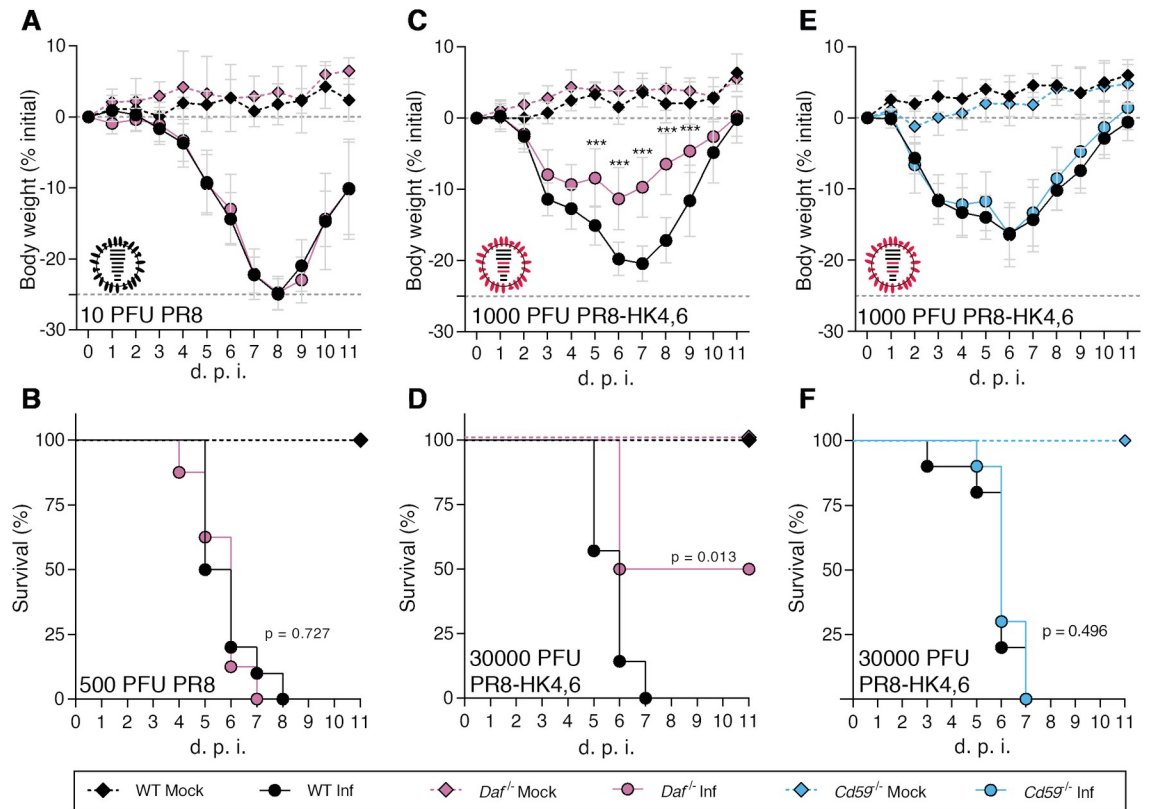 A
Body weight (% initial)
10
0
-10
-20
-30
10 PFU PR8
0 1 2 3 4 5 6 7 8 9 10 11
d. p. i.
C
Body weight (% initial)
10
0
-10
-20
-30
***
***
***
***
***
1000 PFU PR8-HK4,6
0 1 2 3 4 5 6 7 8 9 10 11
d. p. i.
E
Body weight (% initial)
10
0
-10
-20
-30
1000 PFU PR8-HK4,6
0 1 2 3 4 5 6 7 8 9 10 11
d. p. i.
B
Survival (%)
100
75
50
25
0
p = 0.727
500 PFU PR8
0 1 2 3 4 5 6 7 8 9 10 11
d. p. i.
D
Survival (%)
100
75
50
25
0
p = 0.013
30000 PFU
PR8-HK4,6
0 1 2 3 4 5 6 7 8 9 10 11
d. p. i.
F
Survival (%)
100
75
50
25
0
p = 0.496
30000 PFU
PR8-HK4,6
0 1 2 3 4 5 6 7 8 9 10 11
d. p. i.
WT Mock WT Inf Daf-/- Mock Daf-/- Inf Cd59-/- Mock Cd59-/- Inf